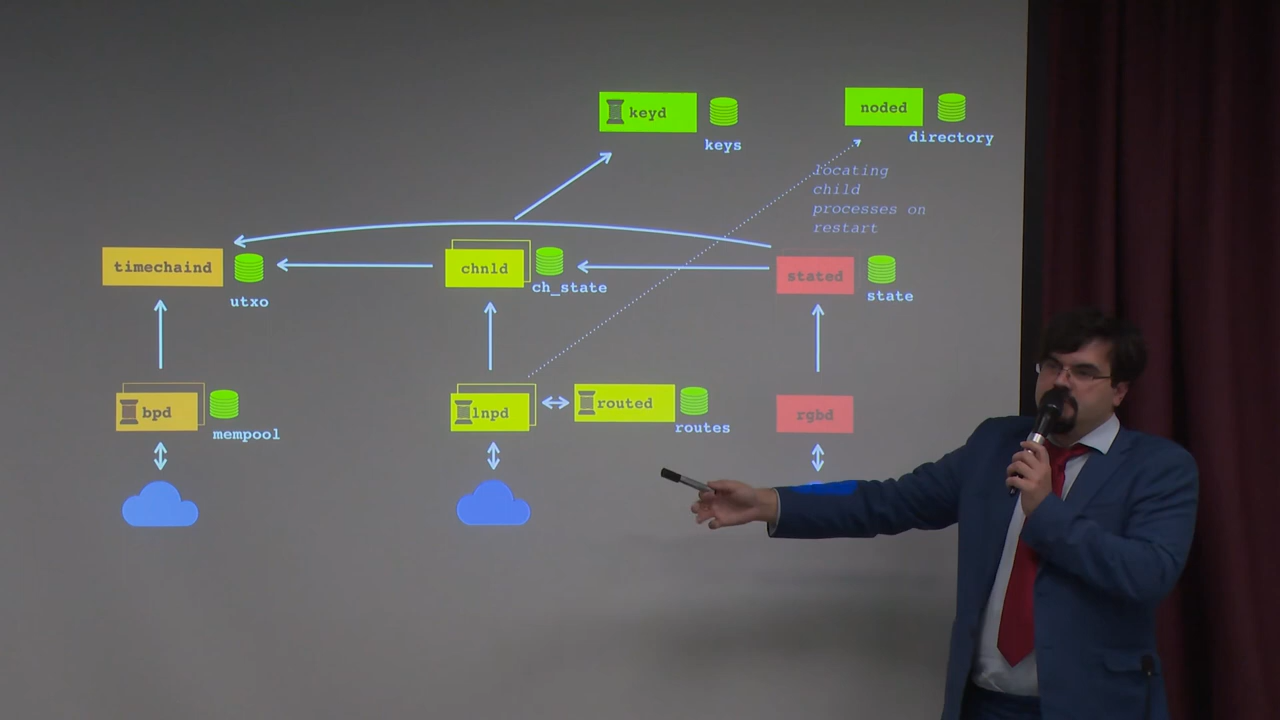 keyd
keys
noded
directory
locating
child
processes on
restart
timechaind
utxo
chnld
ch_state
stated
state
bpd
mempool
lnpd
routed
routes
rgbd